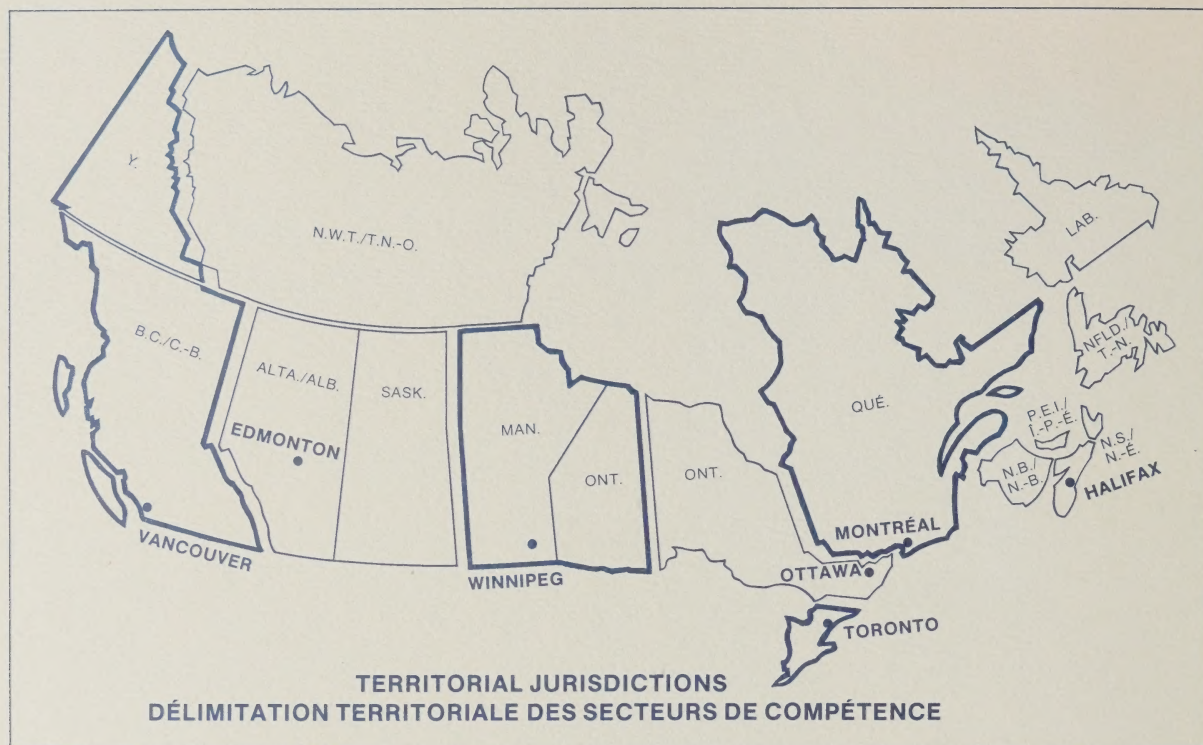 Y.
N.W.T./T.N.-O.
LAB.
B.C./C.-B.
NFLD./
T.-N.
ALTA./ALB.
SASK.
QUÉ.
EDMONTON
MAN.
ONT.
ONT.
P.E.I./
Î.-P.-É.
N.S./
N.-É.
N.B./
N.-B.
HALIFAX
MONTRÉAL
VANCOUVER
WINNIPEG
OTTAWA
TORONTO
TERRITORIAL JURISDICTIONS
DÉLIMITATION TERRITORIALE DES SECTEURS DE COMPÉTENCE